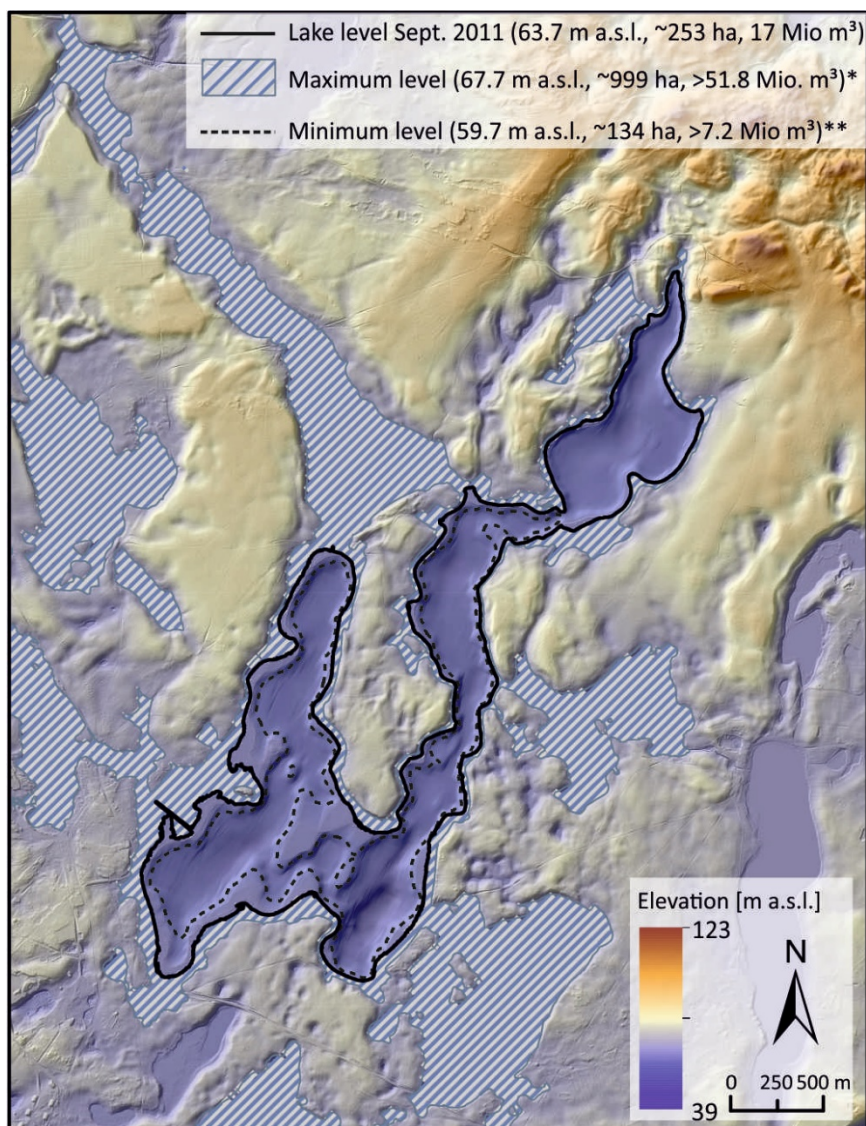 Lake level Sept. 2011 (63.7 m a.s.l., ~253 ha, 17 Mio m³)
Maximum level (67.7 m a.s.l., ~999 ha, >51.8 Mio. m³)*
Minimum level (59.7 m a.s.l., ~134 ha, >7.2 Mio m³)**
Elevation [m a.s.l.]
123
39
N
0 250 500 m